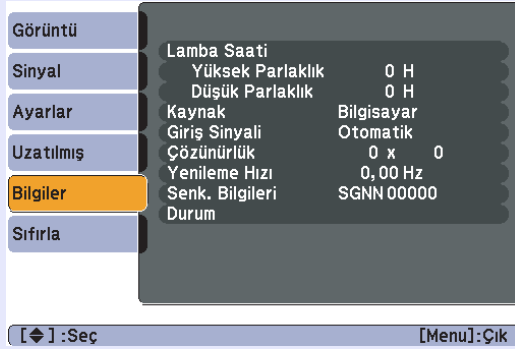 Görüntü
Sinyal
Ayarlar
Uzatılmış
Bilgiler
Sıfırla
Lamba Saati
Yüksek Parlaklık 0 H
Düşük Parlaklık 0 H
Kaynak Bilgisayar
Giriş Sinyali Otomatik
Çözünürlük 0 x 0
Yenileme Hızı 0,00 Hz
Senk. Bilgileri SGNN 00000
Durum
[◆] :Seç [Menu]:Çık